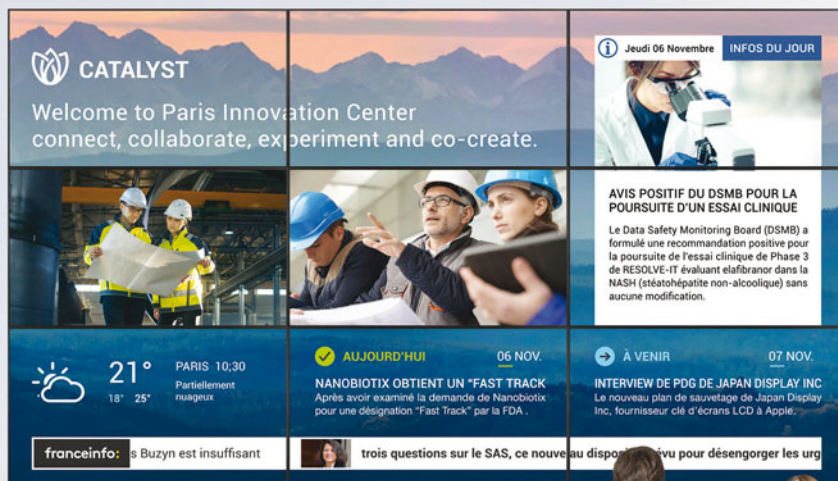 CATALYST
Welcome to Paris Innovation Center
connect, collaborate, experiment and co-create.
Jeudi 06 Novembre
INFOS DU JOUR
AVIS POSITIF DU DSMB POUR LA
POURSUITE D'UN ESSAI CLINIQUE
Le Data Safety Monitoring Board (DSMB) a
formulé une recommandation positive pour
la poursuite de l'essai clinique de Phase 3
de RESOLVE-IT évaluant elafibranor dans la
NASH (stéatohépatite non-alcoolique) sans
aucune modification.
21°
18° 25°
PARIS 10;30
Partiellement
nuageux
AUJOURD'HUI
06 NOV.
NANOBIOTIX OBTIENT UN "FAST TRACK
Après avoir examiné la demande de Nanobiotix
pour une désignation "Fast Track" par la FDA .
À VENIR
07 NOV.
INTERVIEW DE PDG DE JAPAN DISPLAY INC
Le nouveau plan de sauvetage de Japan Display
Inc, fournisseur clé d'écrans LCD à Apple.
franceinfo: s Buzyn est insuffisant
trois questions sur le SAS, ce nouveau pour désengorger les urg